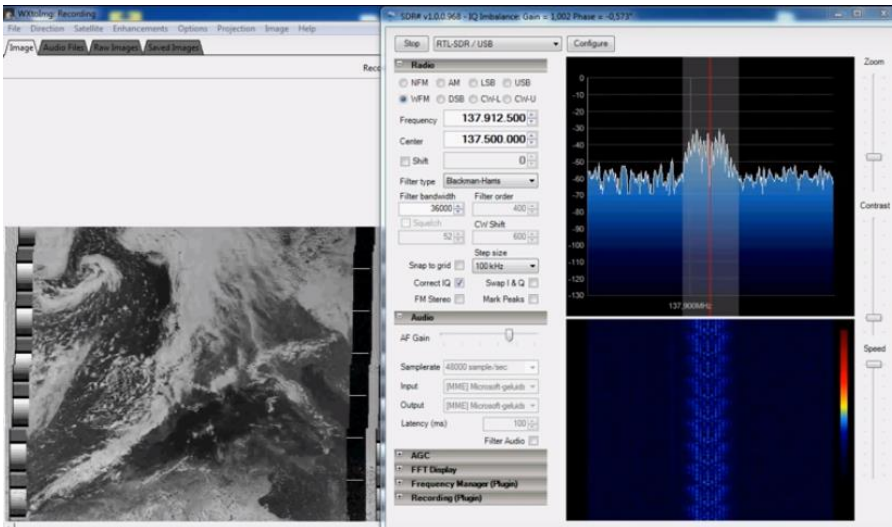 WXtoImg: Recording
File Direction Satellite Enhancements Options Projection Image Help
Image Audio Files Raw Images Saved Images
Reco
SDR# v1.0.0.968 - IQ Imbalance: Gain = 1,002 Phase = -0,573°
Stop RTL-SDR / USB Configure
Radio
NFM AM LSB USB
WFM DSB CW-L CW-U
Frequency 137.912.500
Center 137.500.000
Shift 0
Filter type Blackman-Harris
Filter bandwidth Filter order
36000 400
Squelch CW Shift
52 600
Step size
Snap to grid 100 kHz
Correct IQ Swap I & Q
FM Stereo Mark Peaks
Audio
AF Gain
Samplerate 48000 sample/sec
Input [MME] Microsoft-geluids
Output [MME] Microsoft-geluids
Latency (ms) 100
Filter Audio
AGC
FFT Display
Frequency Manager (Plugin)
Recording (Plugin)
0
-10
-20
-30
-40
-50
-60
-70
-80
-90
-100
-110
-120
-130
137,900MHz
Zoom
Contrast
Speed